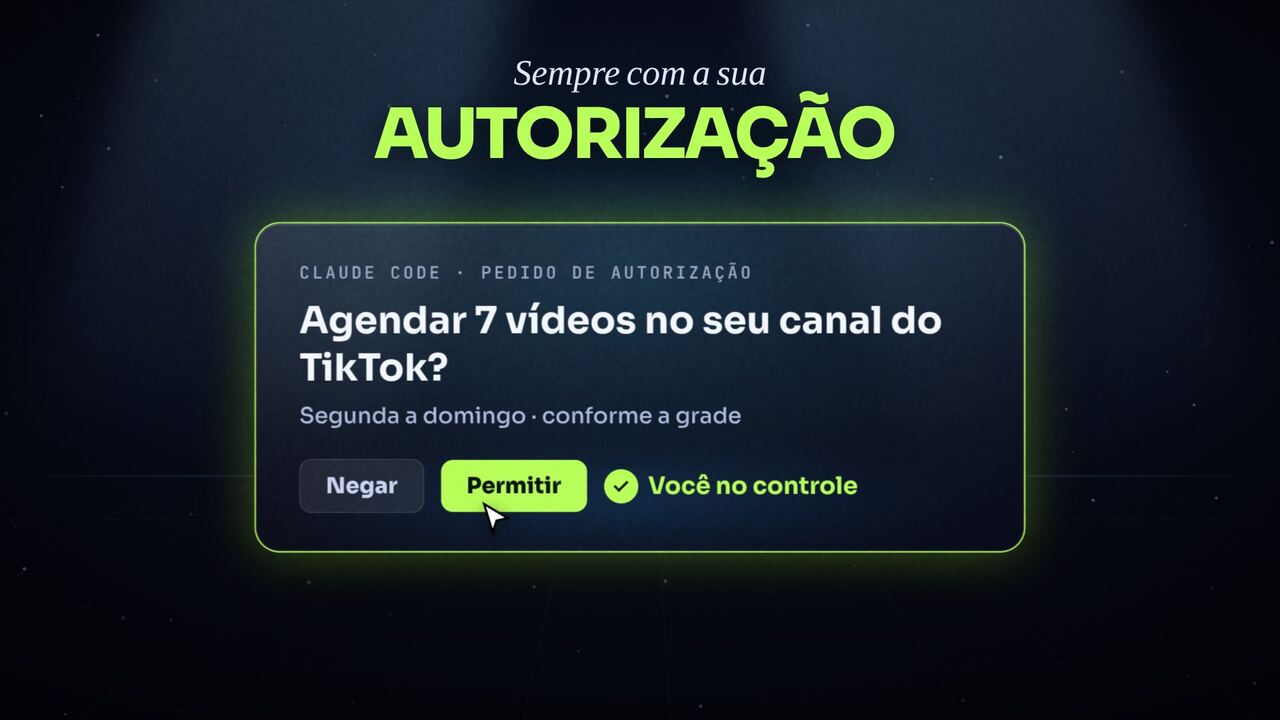 Sempre com a sua
AUTORIZAÇÃO
CLAUDE CODE · PEDIDO DE AUTORIZAÇÃO
Agendar 7 vídeos no seu canal do
TikTok?
Segunda a domingo · conforme a grade
Negar
Permitir
Você no controle